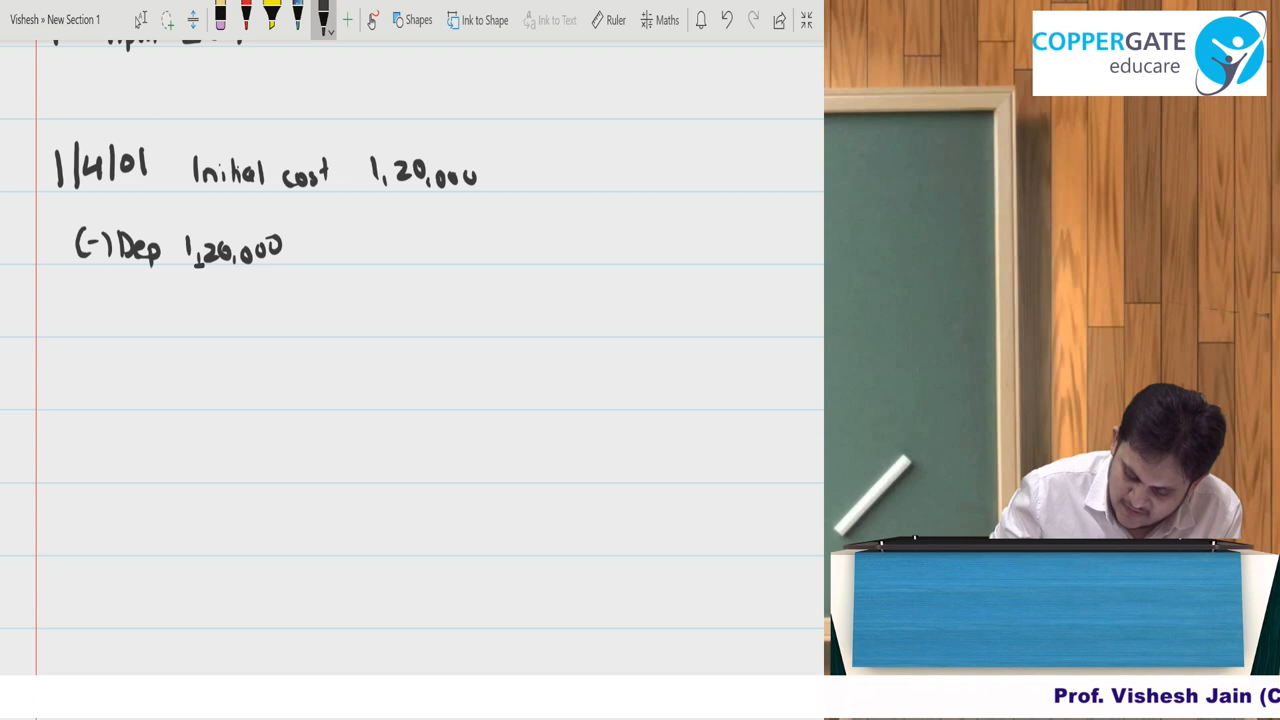 Vishesh » New Section 1
Shapes
Ink to Shape
Ink to Text
Ruler
Maths
COPPERGATE
educare
1/4/01 Initial cost 1,20,000
(-) Dep 1,20,000
Prof. Vishesh Jain (C